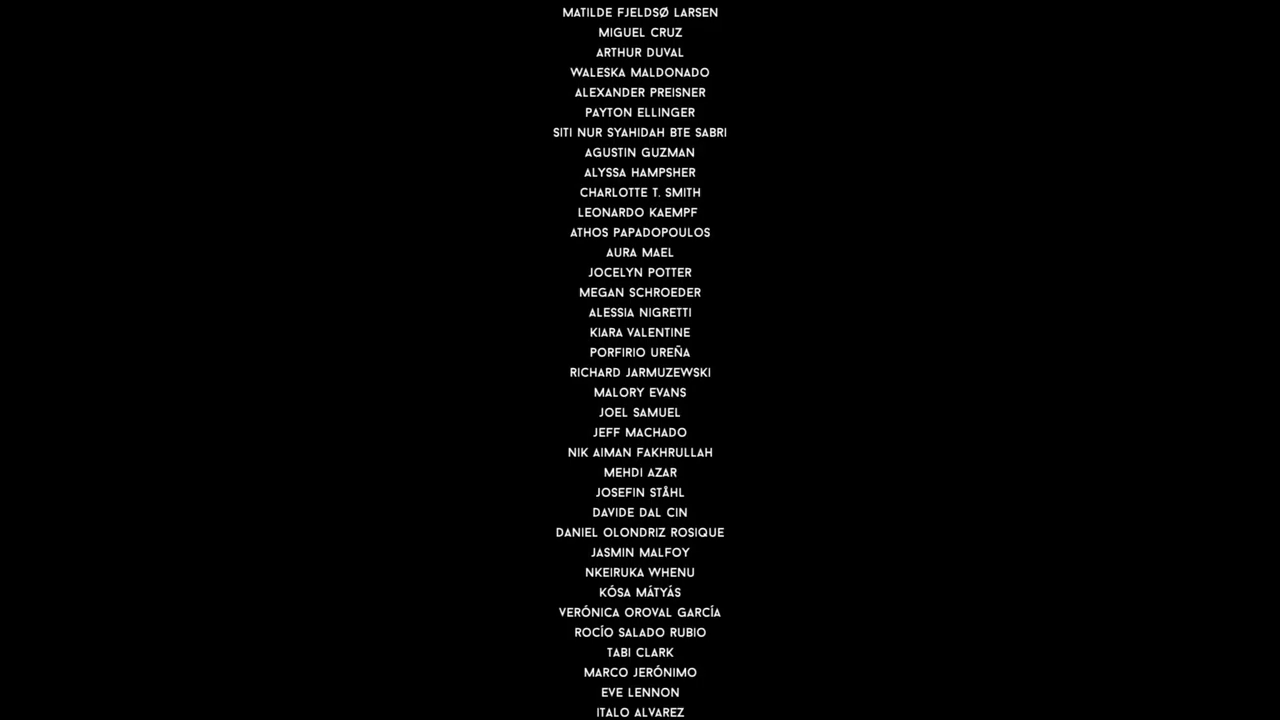 MATILDE FJELDSØ LARSEN
MIGUEL CRUZ
ARTHUR DUVAL
WALESKA MALDONADO
ALEXANDER PREISNER
PAYTON ELLINGER
SITI NUR SYAHIDAH BTE SABRI
AGUSTIN GUZMAN
ALYSSA HAMPSHER
CHARLOTTE T. SMITH
LEONARDO KAEMPF
ATHOS PAPADOPOULOS
AURA MAEL
JOCELYN POTTER
MEGAN SCHROEDER
ALESSIA NIGRETTI
KIARA VALENTINE
PORFIRIO UREÑA
RICHARD JARMUZEWSKI
MALORY EVANS
JOEL SAMUEL
JEFF MACHADO
NIK AIMAN FAKHRULLAH
MEHDI AZAR
JOSEFIN STÅHL
DAVIDE DAL CIN
DANIEL OLONDRIZ ROSIQUE
JASMIN MALFOY
NKEIRUKA WHENU
KÓSA MÁTYÁS
VERÓNICA OROVAL GARCÍA
ROCÍO SALADO RUBIO
TABI CLARK
MARCO JERÓNIMO
EVE LENNON
ITALO ALVAREZ